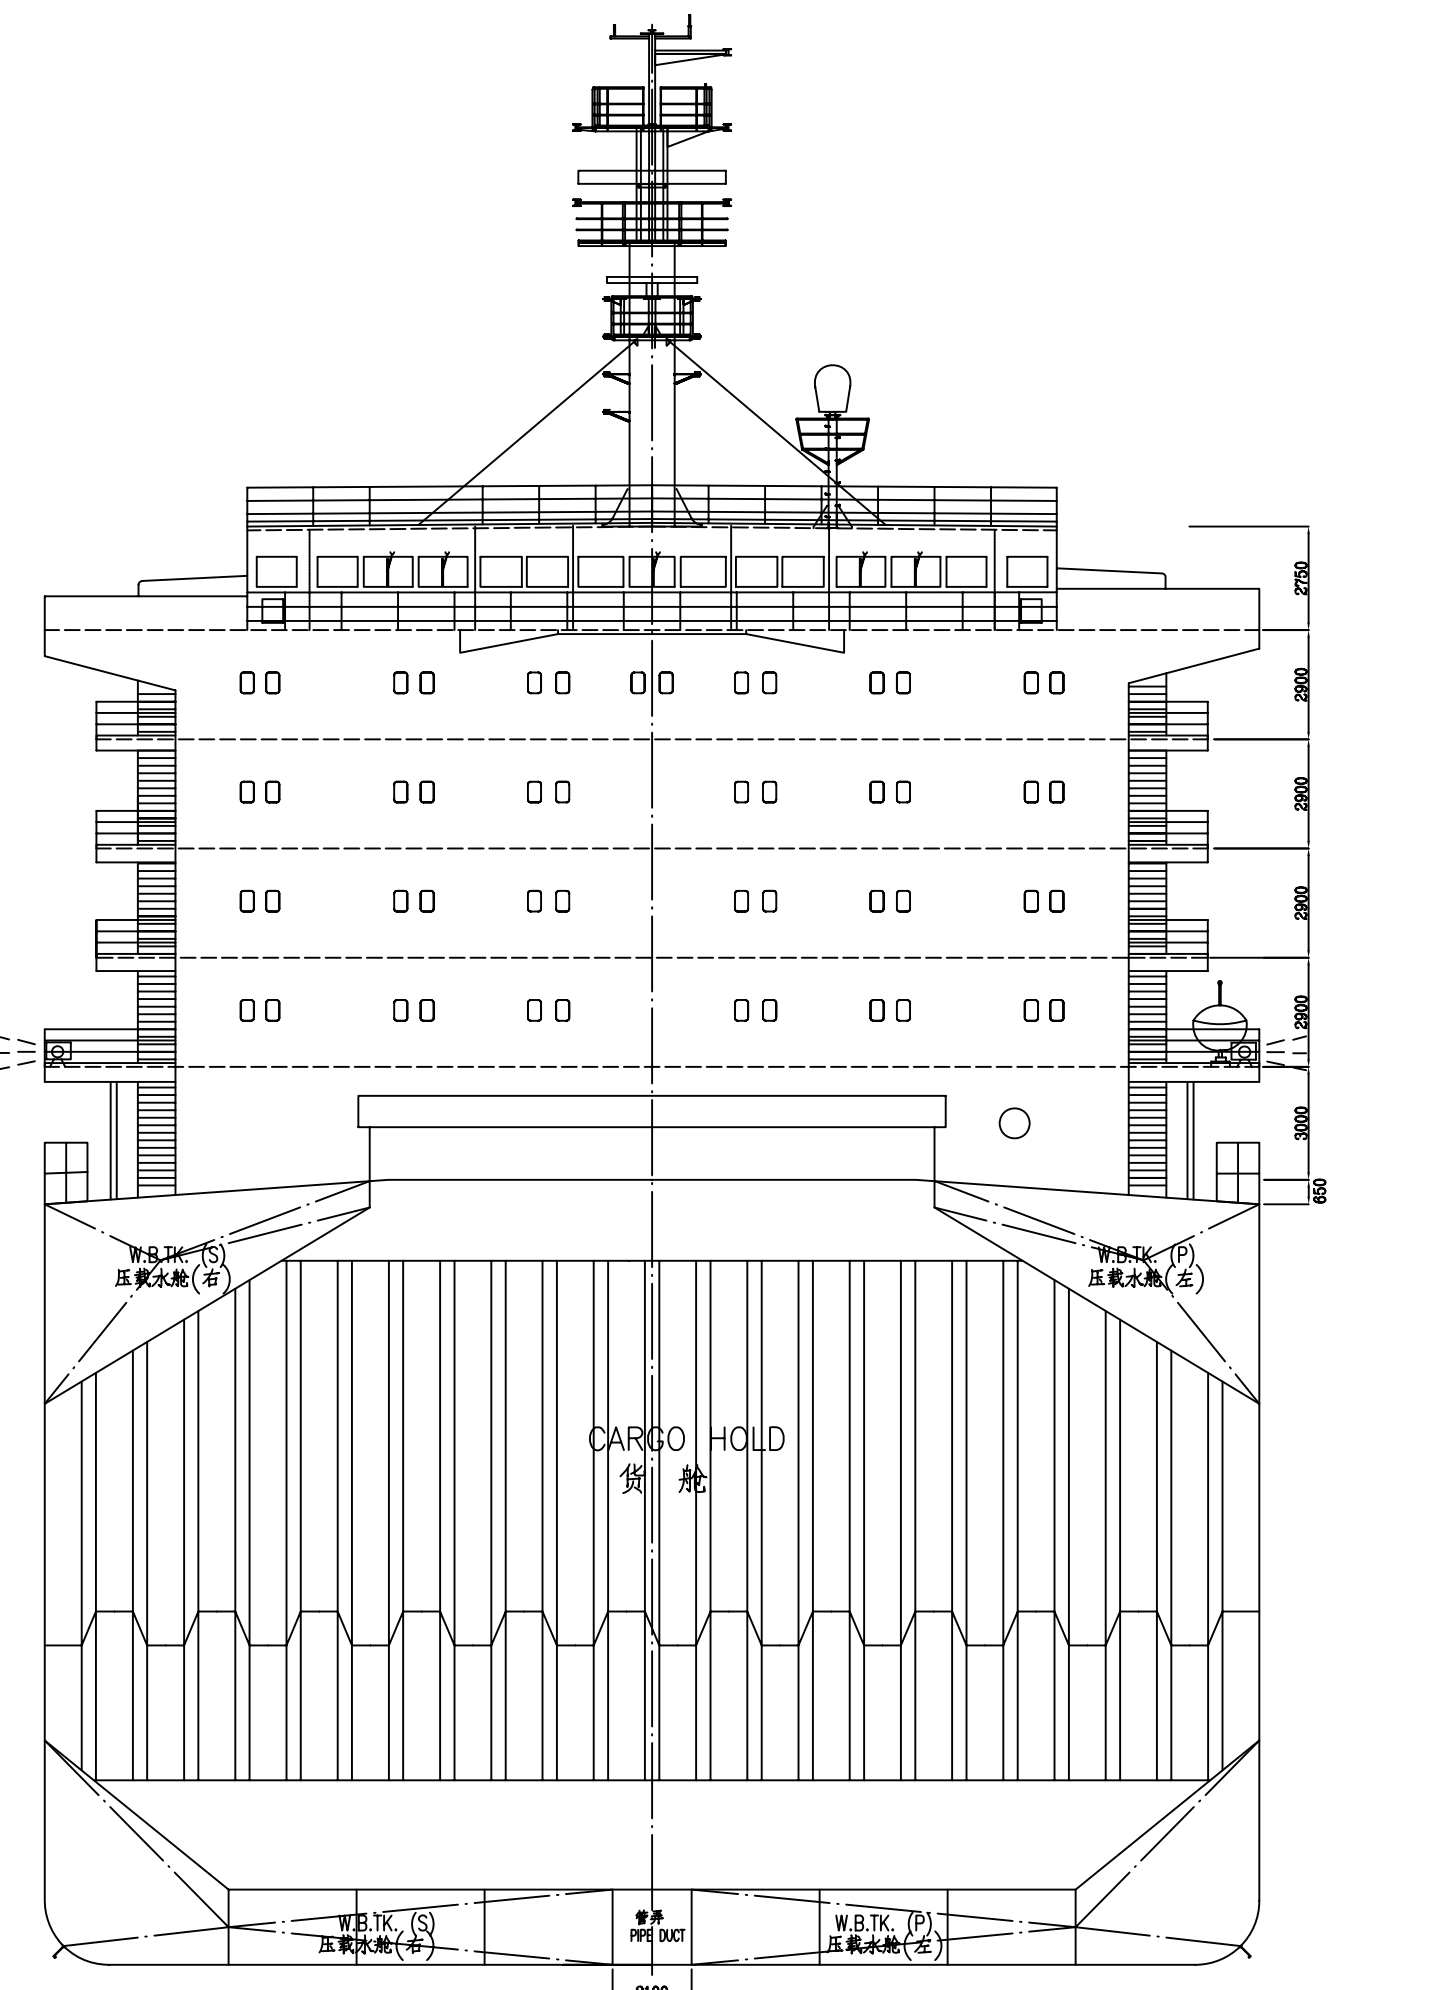 2750
2900
2900
2900
2900
3000
650
W.B.TK. (S)
压载水舱(右)
W.B.TK. (P)
压载水舱(左)
CARGO HOLD
货 舱
W.B.TK. (S)
压载水舱(右)
管弄
PIPE DUCT
W.B.TK. (P)
压载水舱(左)